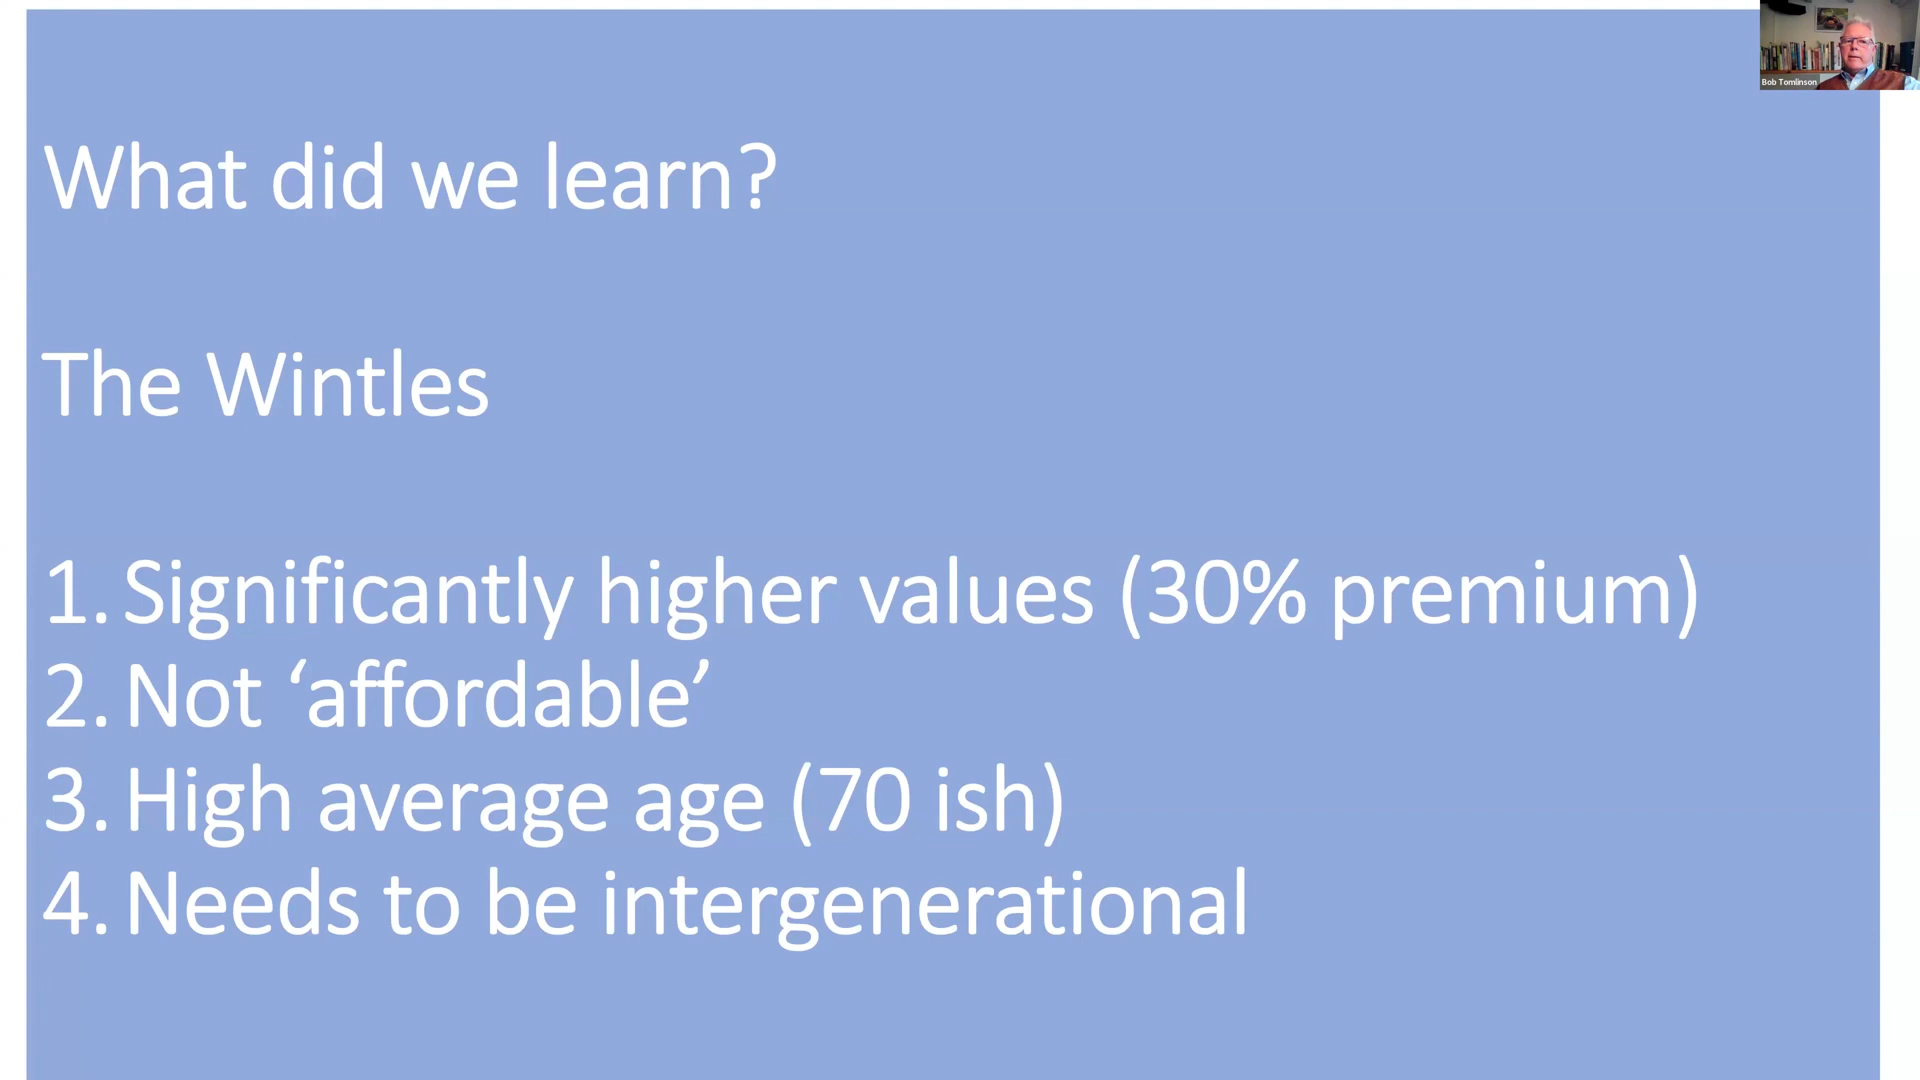 Bob Tomlinson
What did we learn?
The Wintles
1. Significantly higher values (30% premium)
2. Not ‘affordable’
3. High average age (70 ish)
4. Needs to be intergenerational